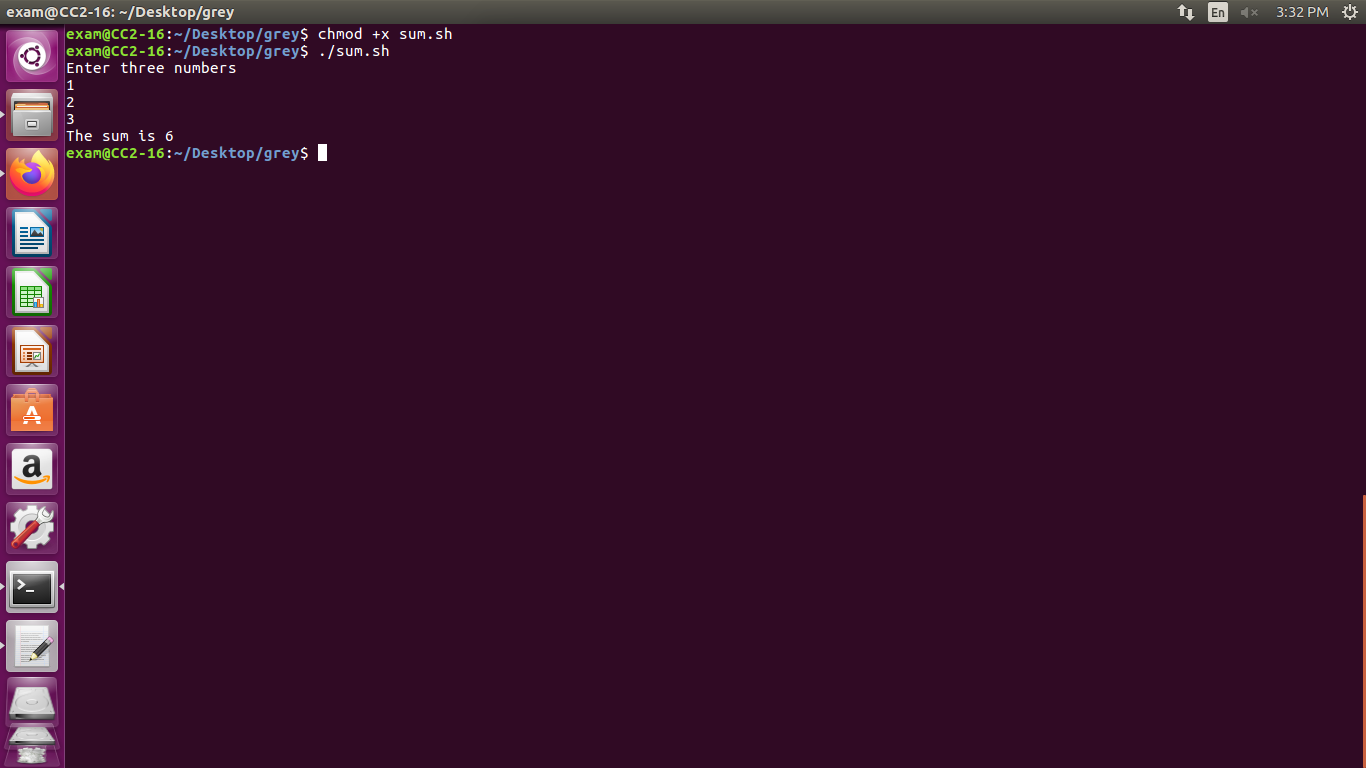 exam@CC2-16: ~/Desktop/grey
En
3:32 PM
exam@CC2-16:~/Desktop/grey$ chmod +x sum.sh
exam@CC2-16:~/Desktop/grey$ ./sum.sh
Enter three numbers
1
2
3
The sum is 6
exam@CC2-16:~/Desktop/grey$
A
a
>_